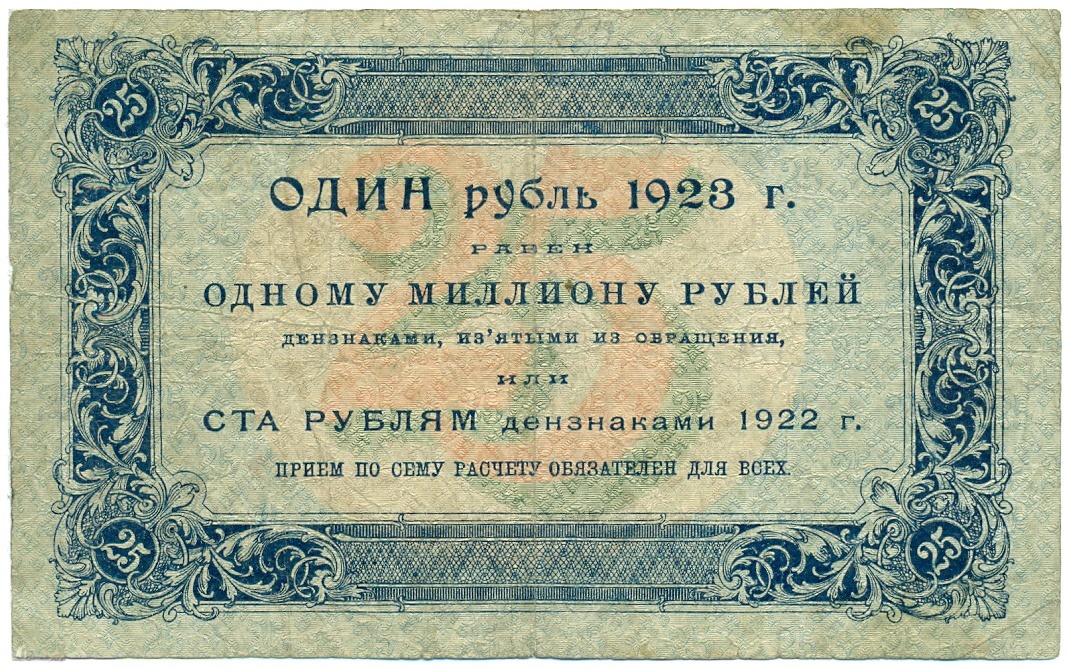 25 25
ОДИН рубль 1923 г.
РАВЕН
ОДНОМУ МИЛЛИОНУ РУБЛЕЙ
ДЕНЗНАКАМИ, ИЗ'ЯТЫМИ ИЗ ОБРАЩЕНИЯ,
ИЛИ
СТА РУБЛЯМ дензнаками 1922 г.
ПРИЕМ ПО СЕМУ РАСЧЕТУ ОБЯЗАТЕЛЕН ДЛЯ ВСЕХ.
25
25 25